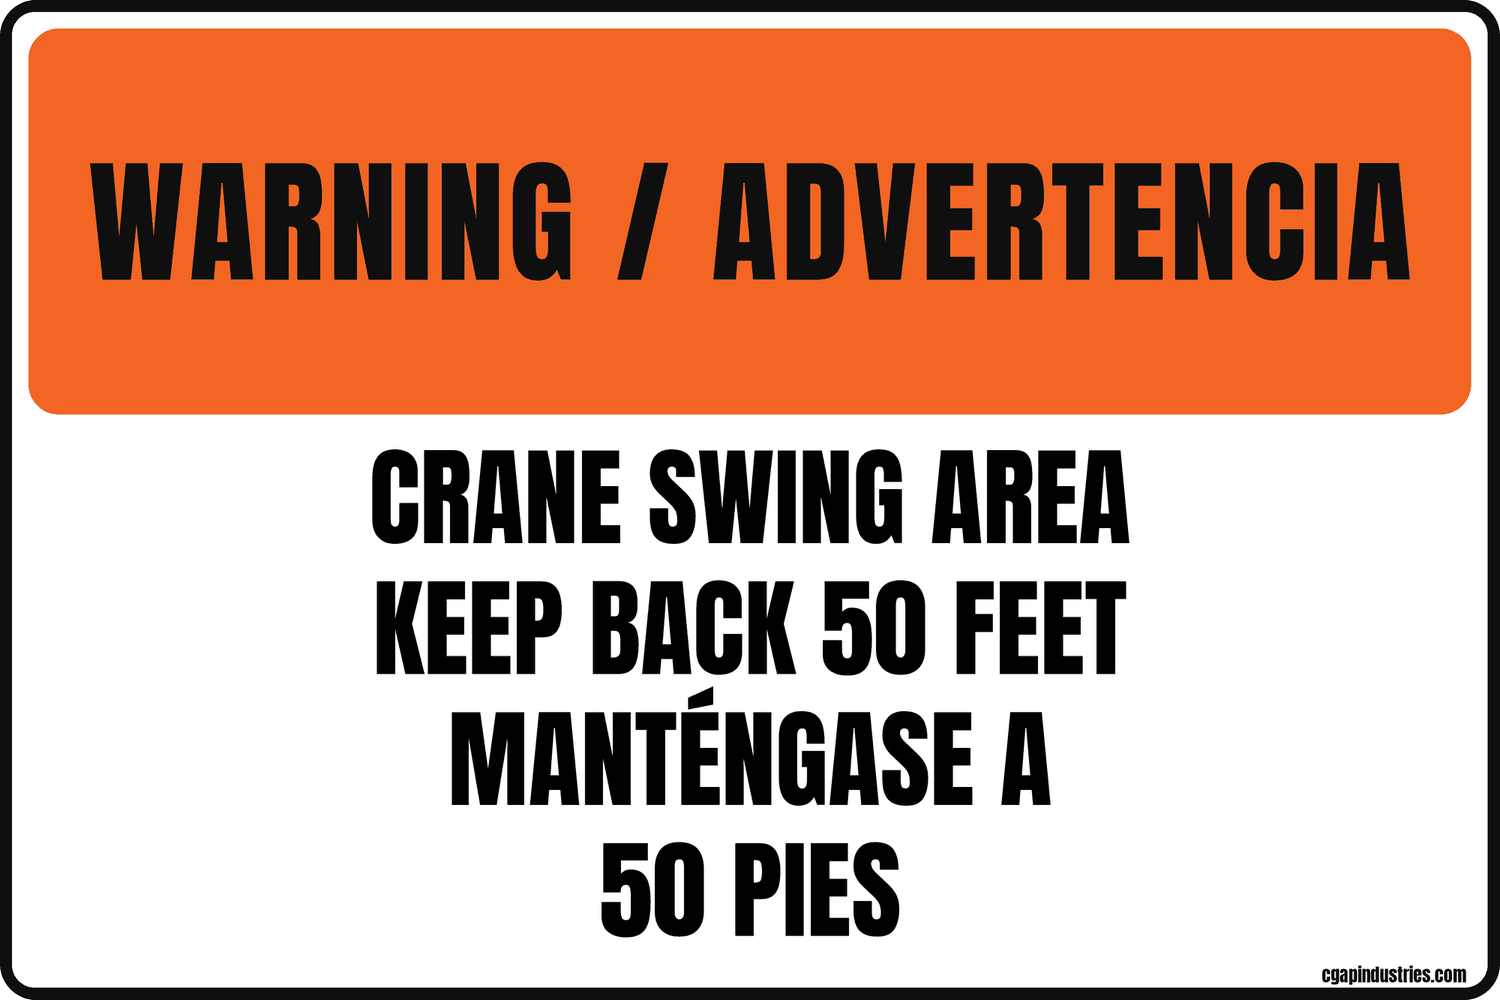 WARNING / ADVERTENCIA
CRANE SWING AREA
KEEP BACK 50 FEET
MANTÉNGASE A
50 PIES
cgapindustries.com